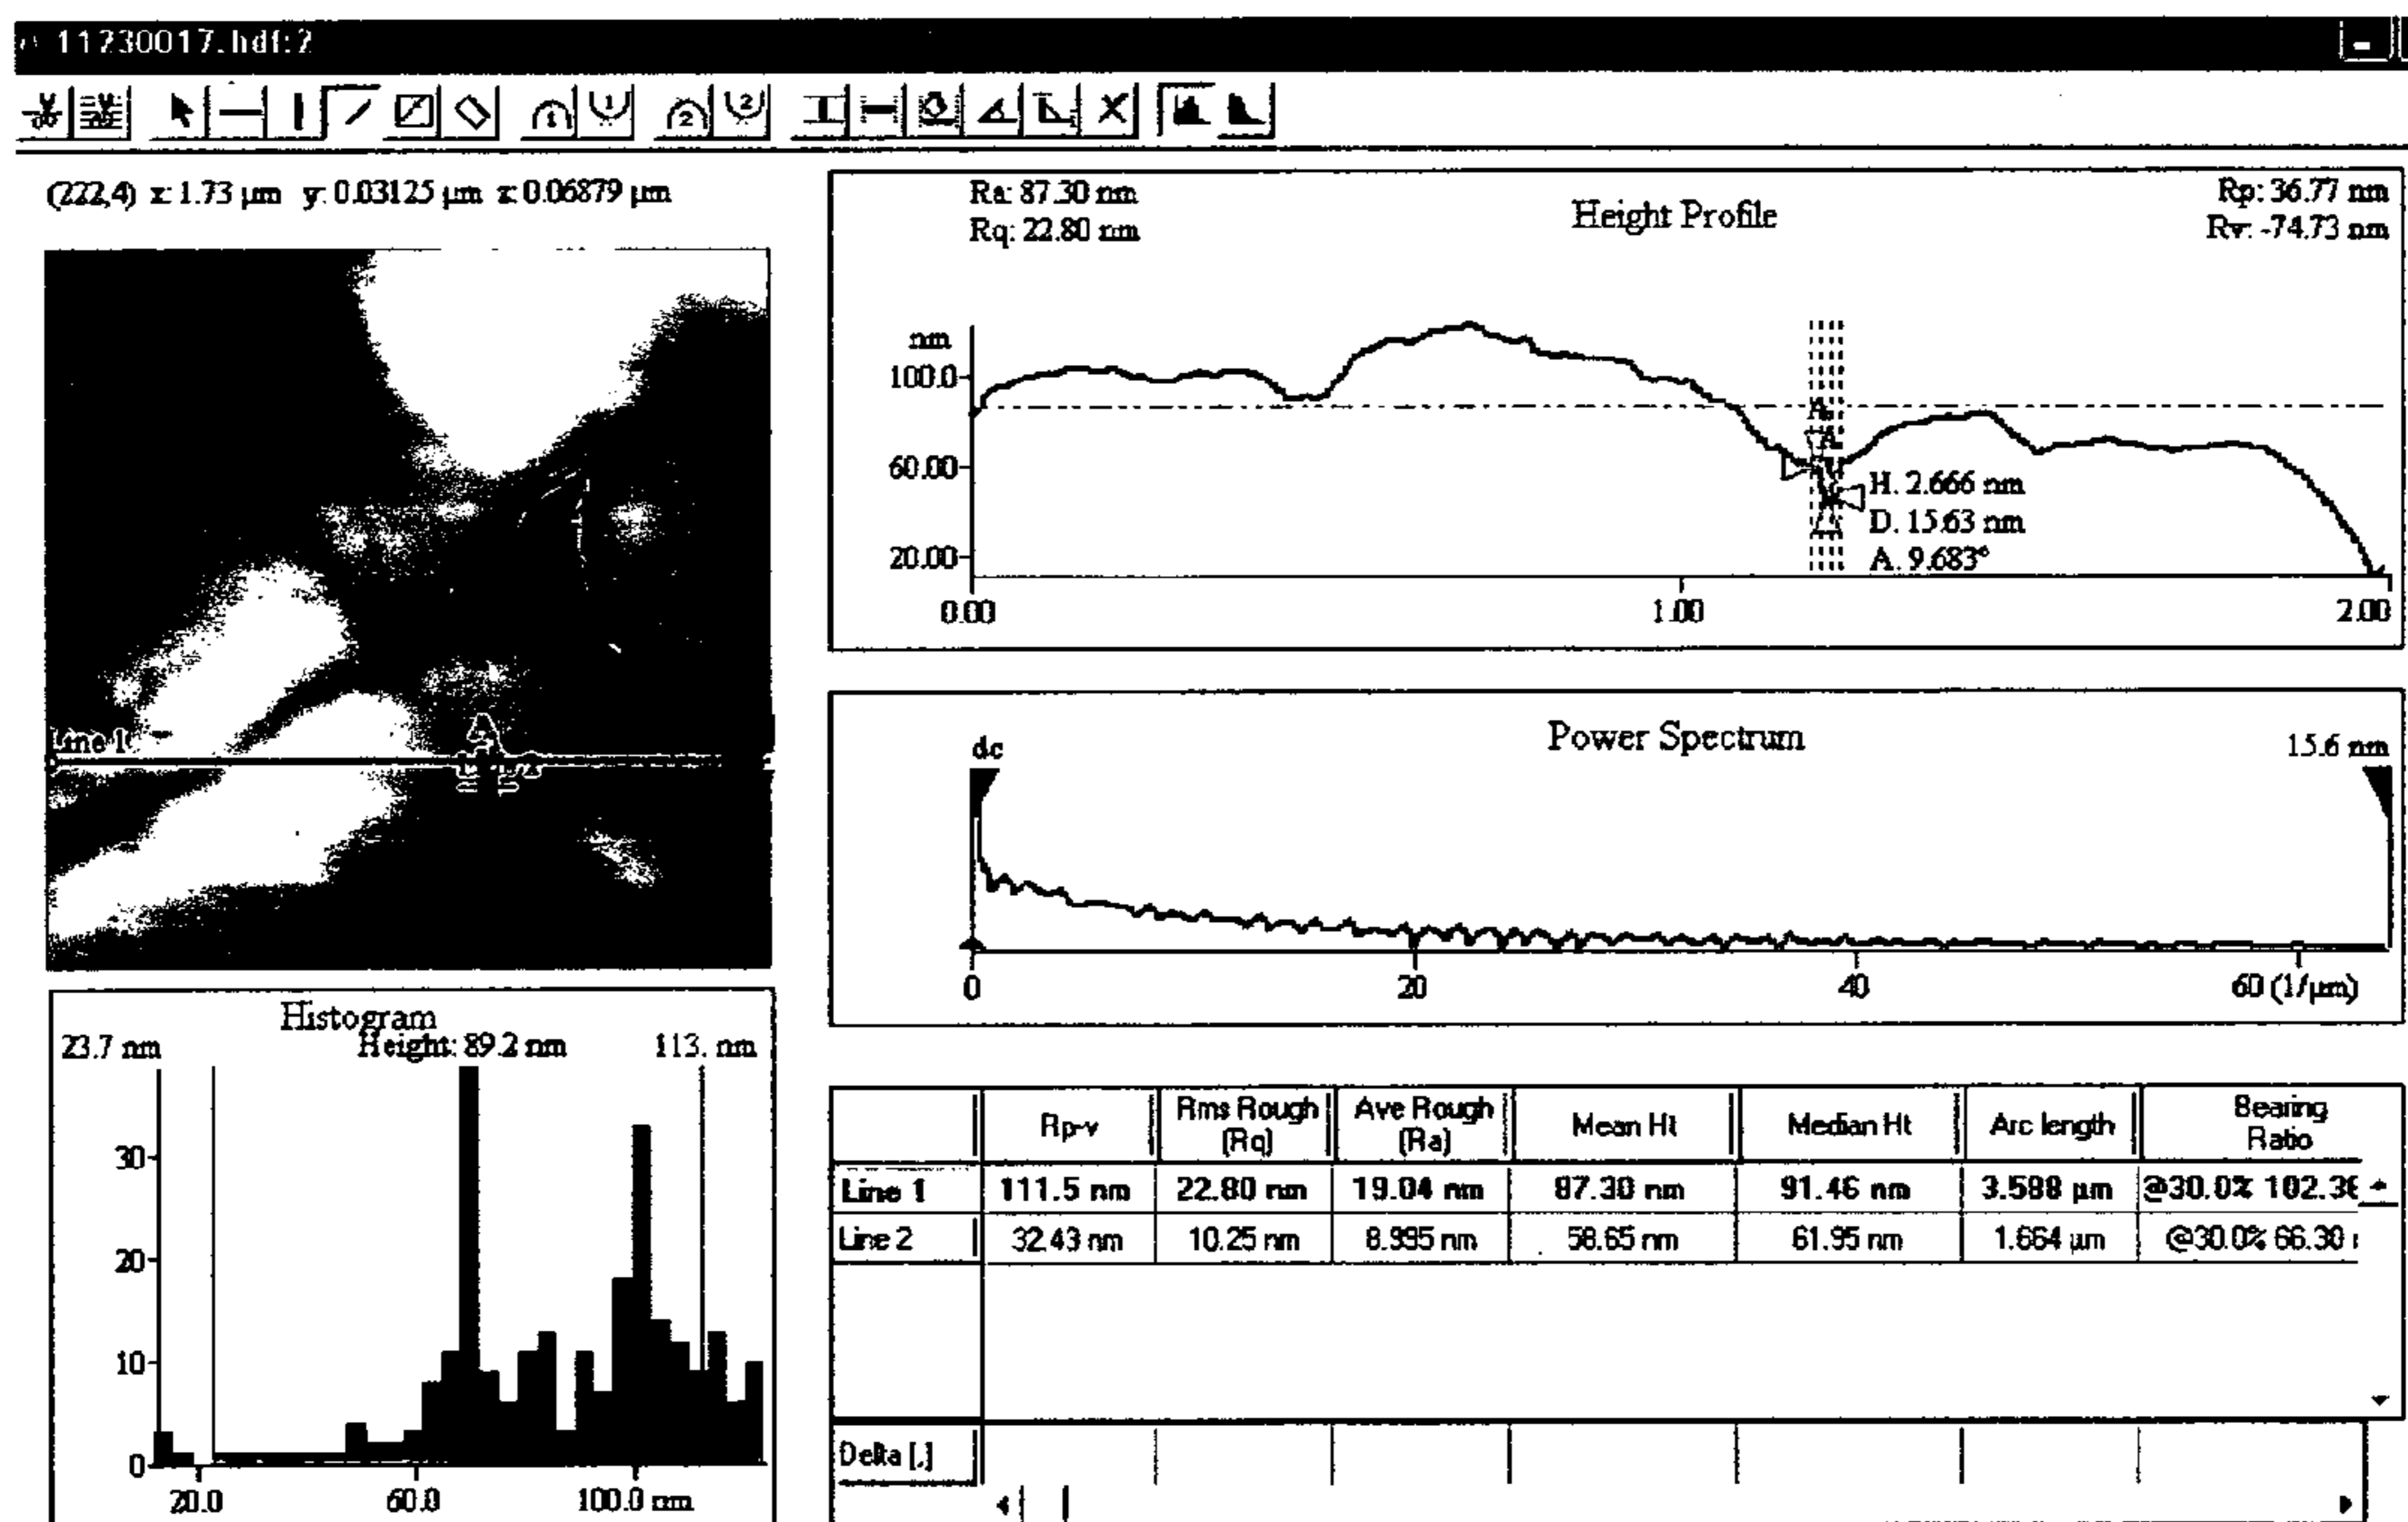 11230017.hdf:2
(222,4) x: 1.73 µm y: 0.03125 µm z: 0.06879 µm
Line 1
Histogram
23.7 nm Height: 89.2 nm 113. nm
30
20
10
0
20.0 60.0 100.0 nm
Ra: 87.30 nm
Rq: 22.80 nm
Height Profile
Rp: 36.77 nm
Rv: -74.73 nm
nm
100.0
60.00
20.00
A
A
H. 2.666 nm
D. 15.63 nm
A. 9.683°
0.00 1.00 2.00
Power Spectrum
dc 15.6 nm
0 20 40 60 (1/µm)
Rp-v Rms Rough (Rq) Ave Rough (Ra) Mean Ht Median Ht Arc length Bearing Ratio
Line 1 111.5 nm 22.80 nm 19.04 nm 87.30 nm 91.46 nm 3.588 µm @30.0% 102.36
Line 2 32.43 nm 10.25 nm 8.995 nm 58.65 nm 61.95 nm 1.664 µm @30.0% 66.30
Delta [.]